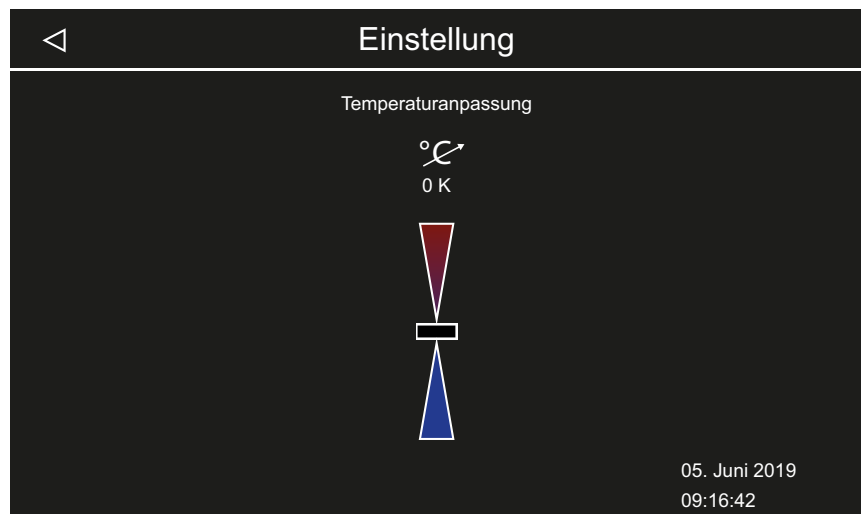 Einstellung
Temperaturanpassung
°C
0 K
05. Juni 2019
09:16:42